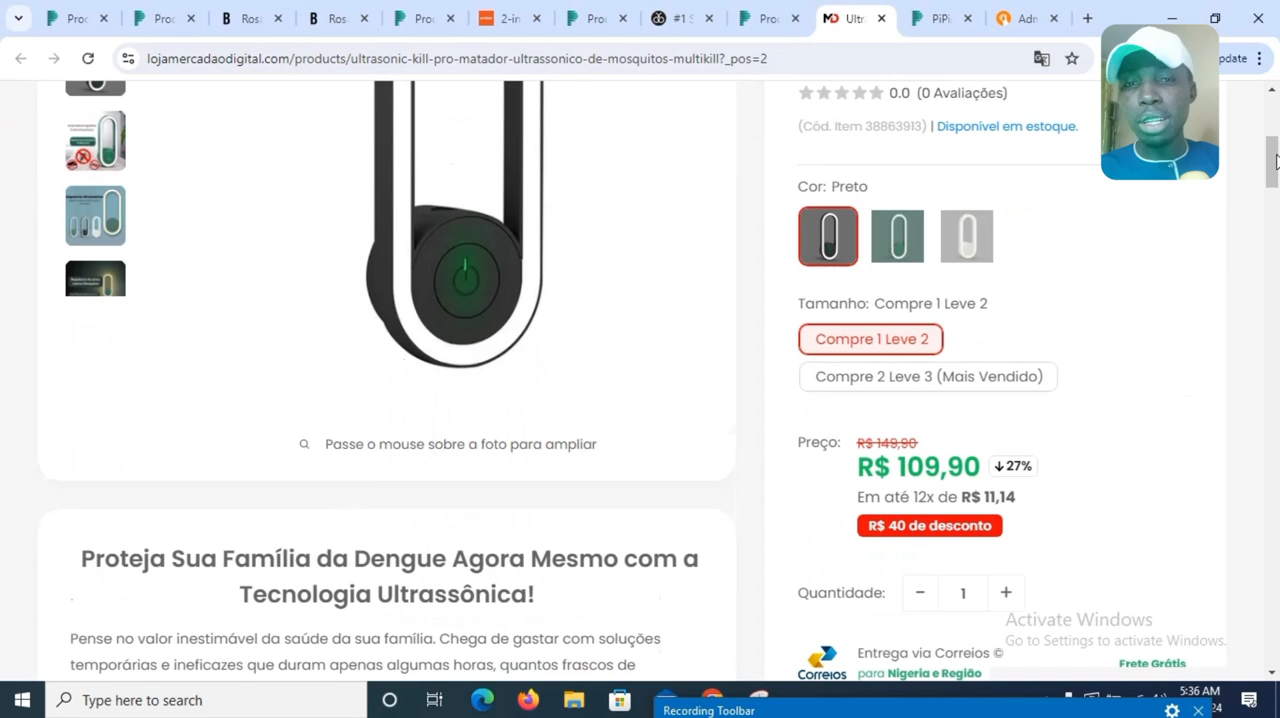 Proc
Proc
Rosi
Rosi
Proc
2-in
Proc
#1 S
Proc
Ultr
PiPi
Adn
lojamercadaodigital.com/products/ultrasonic-kill-pro-matador-ultrassonico-de-mosquitos-multikill?_pos=2
pdate
0.0 (0 Avaliações)
(Cód. Item 38863913) | Disponível em estoque.
Cor: Preto
Tamanho: Compre 1 Leve 2
Compre 1 Leve 2
Compre 2 Leve 3 (Mais Vendido)
Passe o mouse sobre a foto para ampliar
Preço: R$ 149,90
R$ 109,90 ↓27%
Em até 12x de R$ 11,14
R$ 40 de desconto
Proteja Sua Família da Dengue Agora Mesmo com a
Tecnologia Ultrassônica!
Quantidade: - 1 +
Pense no valor inestimável da saúde da sua família. Chega de gastar com soluções
temporárias e ineficazes que duram apenas algumas horas, quantos frascos de
Activate Windows
Go to Settings to activate Windows.
Entrega via Correios ©
para Nigeria e Região
Frete Grátis
Correios
Type here to search
5:36 AM
24
Recording Toolbar